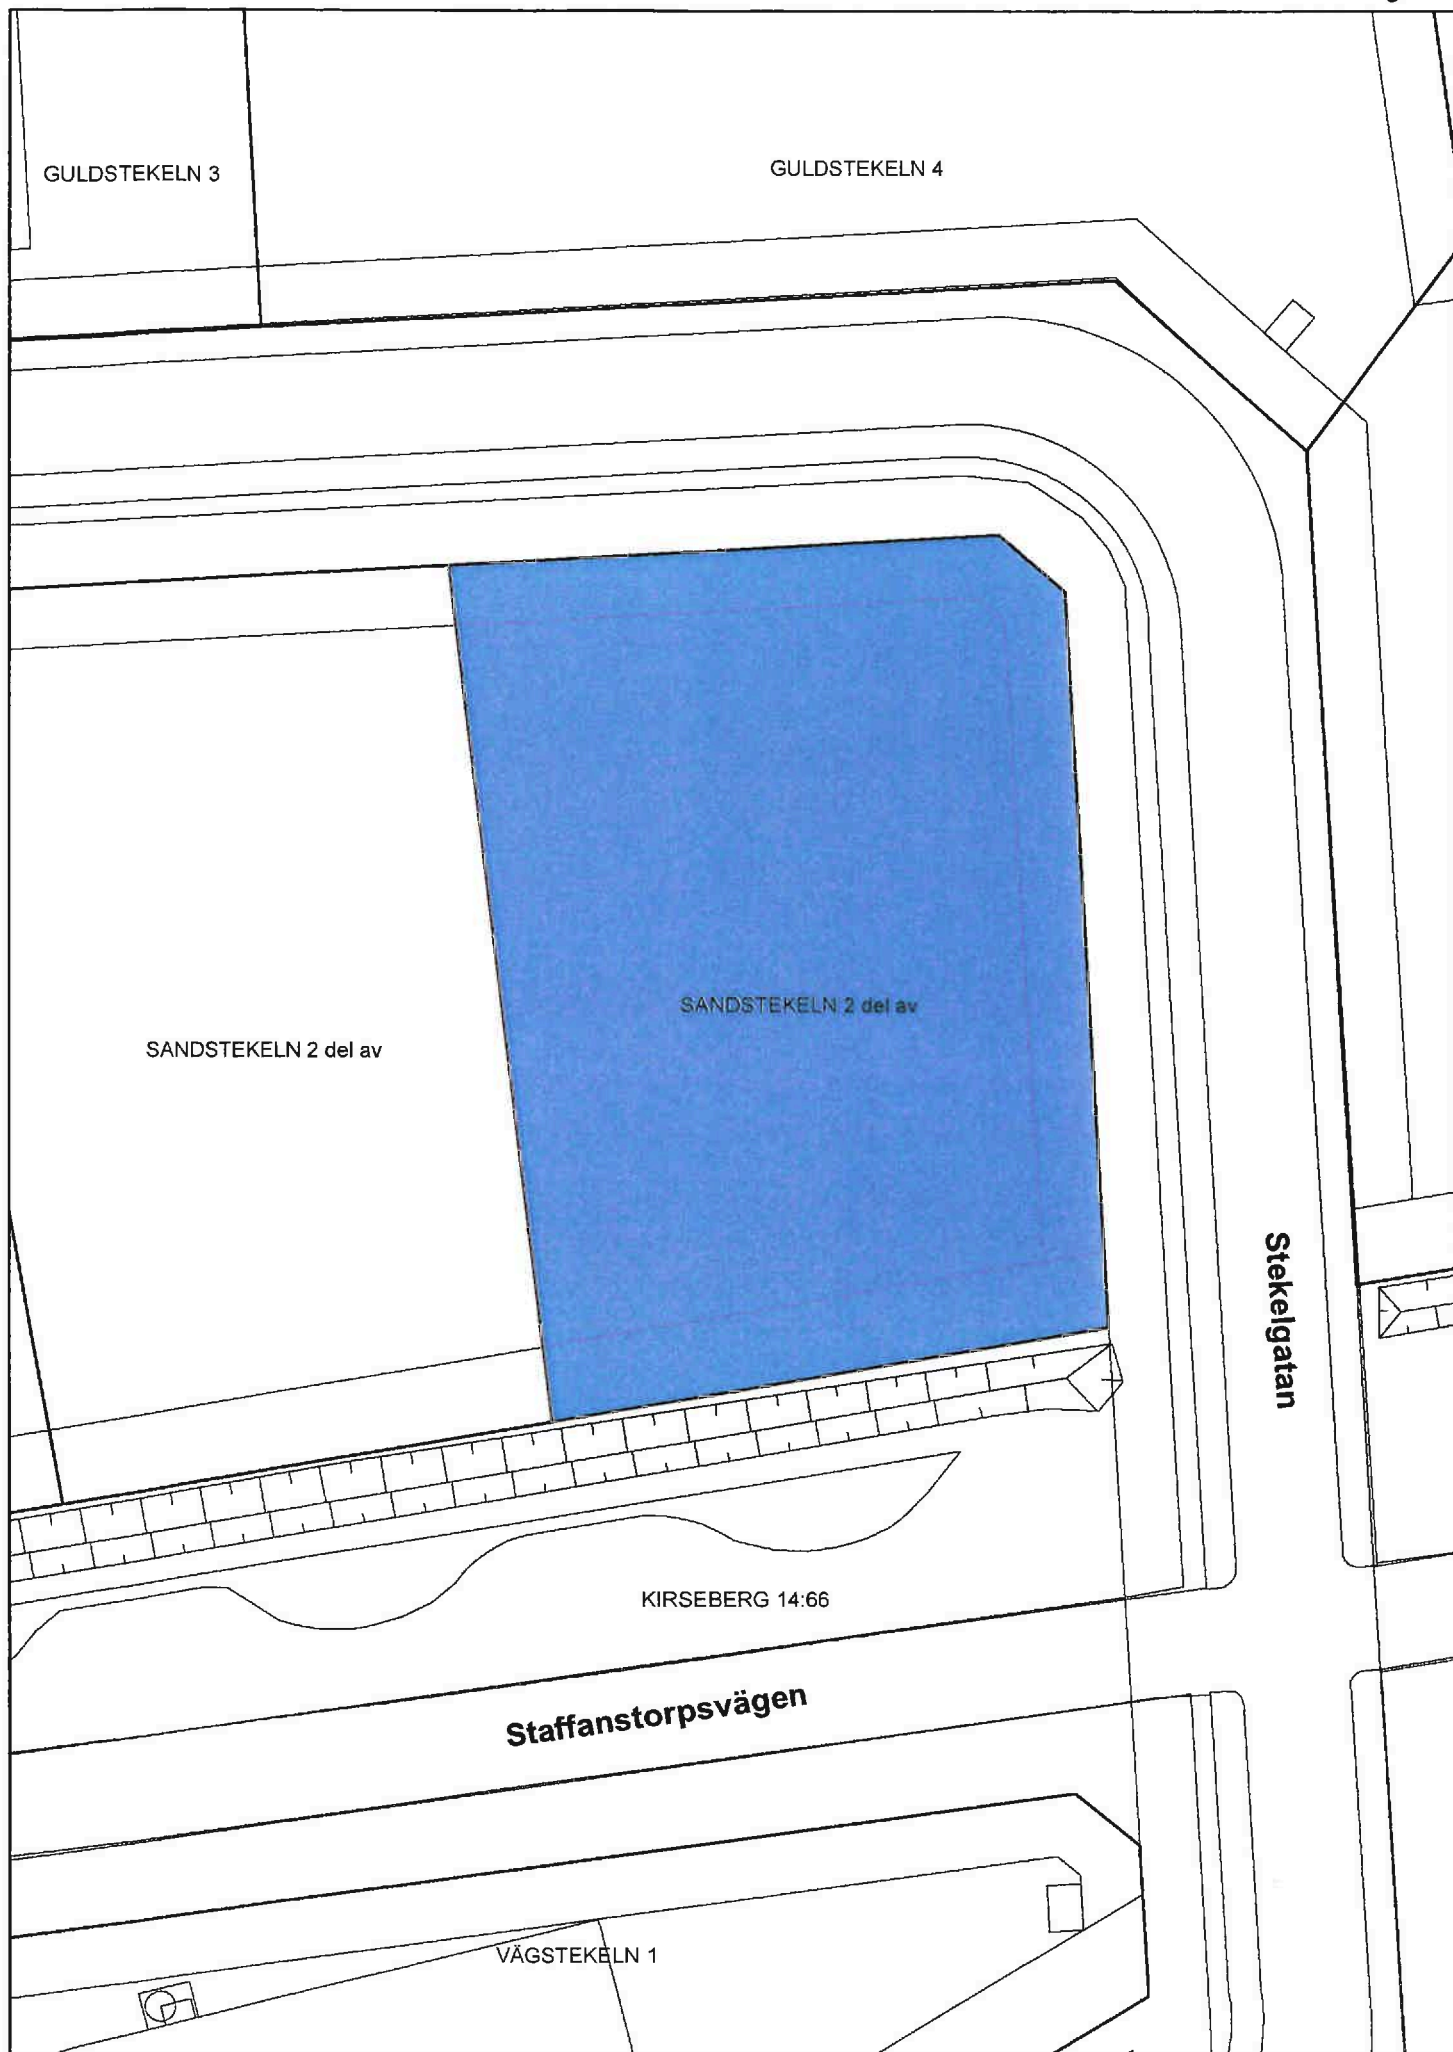 GULDSTEKELN 3
GULDSTEKELN 4
SANDSTEKELN 2 del av
SANDSTEKELN 2 del av
Stekelgatan
KIRSEBERG 14:66
Staffanstorpsvägen
VÄGSTEKELN 1